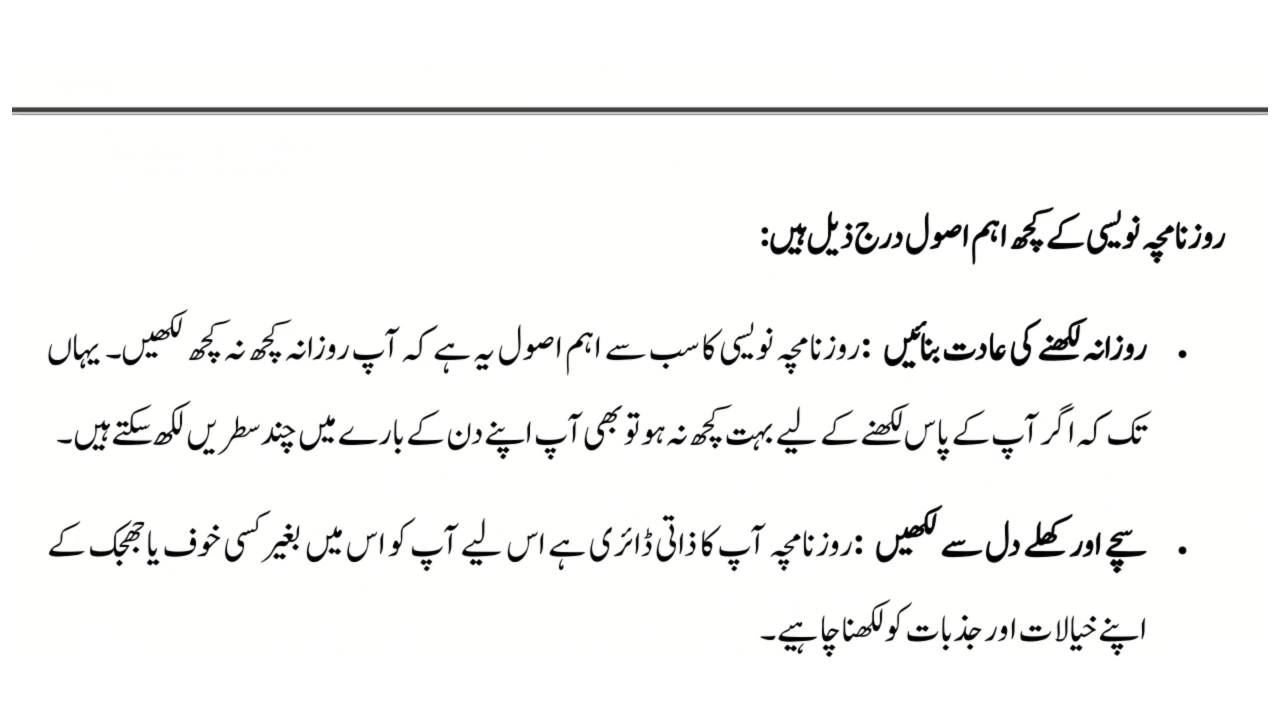 روزنامچہ نویسی کے کچھ اہم اصول درج ذیل ہیں:
• روزانہ لکھنے کی عادت بنائیں :روزنامچہ نویسی کا سب سے اہم اصول یہ ہے کہ آپ روزانہ کچھ نہ کچھ لکھیں۔ یہاں
تک کہ اگر آپ کے پاس لکھنے کے لیے بہت کچھ نہ ہو تو بھی آپ اپنے دن کے بارے میں چند سطریں لکھ سکتے ہیں۔
• سچے اور کھلے دل سے لکھیں :روزنامچہ آپ کا ذاتی ڈائری ہے اس لیے آپ کو اس میں بغیر کسی خوف یا جھجک کے
اپنے خیالات اور جذبات کو لکھنا چاہیے۔